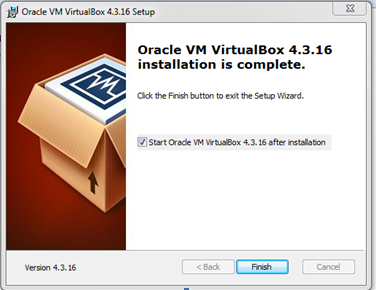 Oracle VM VirtualBox 4.3.16 Setup
Oracle VM VirtualBox 4.3.16
installation is complete.
Click the Finish button to exit the Setup Wizard.
Start Oracle VM VirtualBox 4.3.16 after installation
Version 4.3.16
< Back
Finish
Cancel